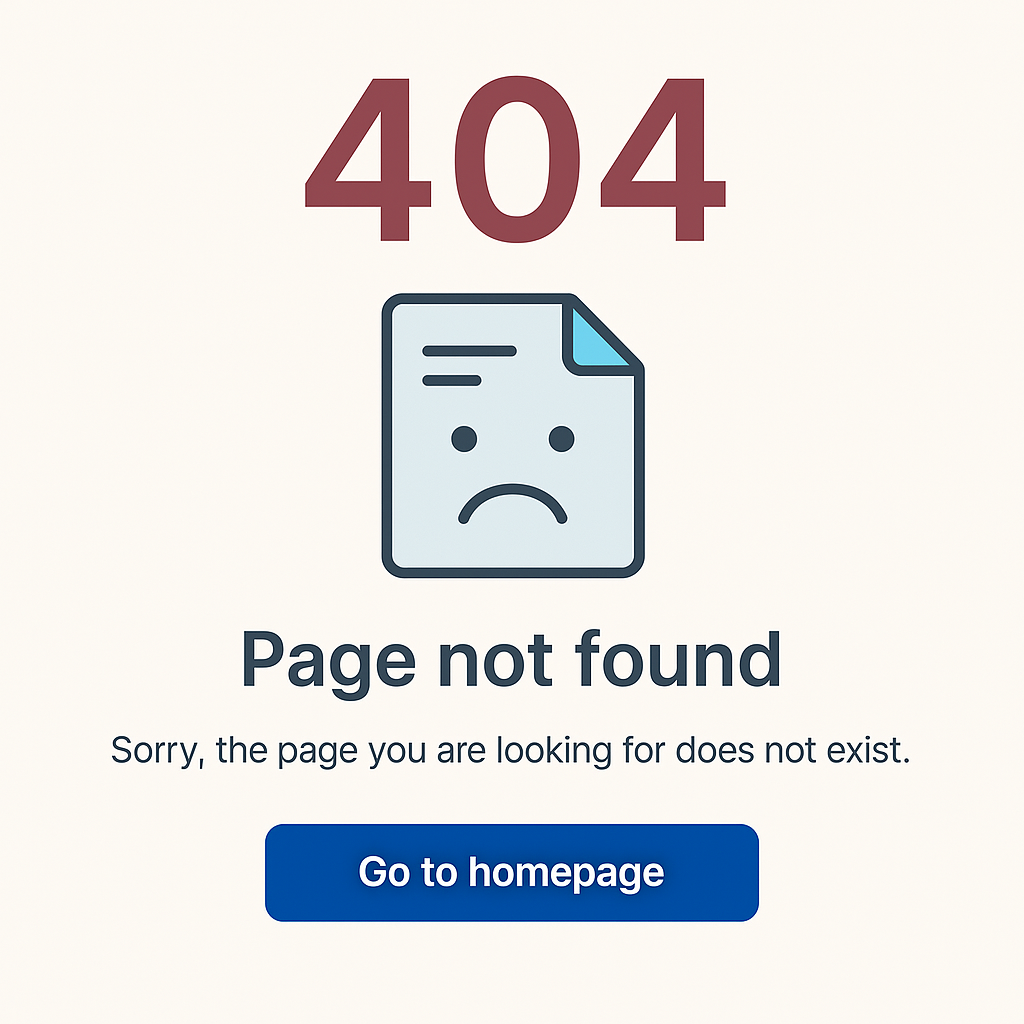 404
Page not found
Sorry, the page you are looking for does not exist.
Go to homepage